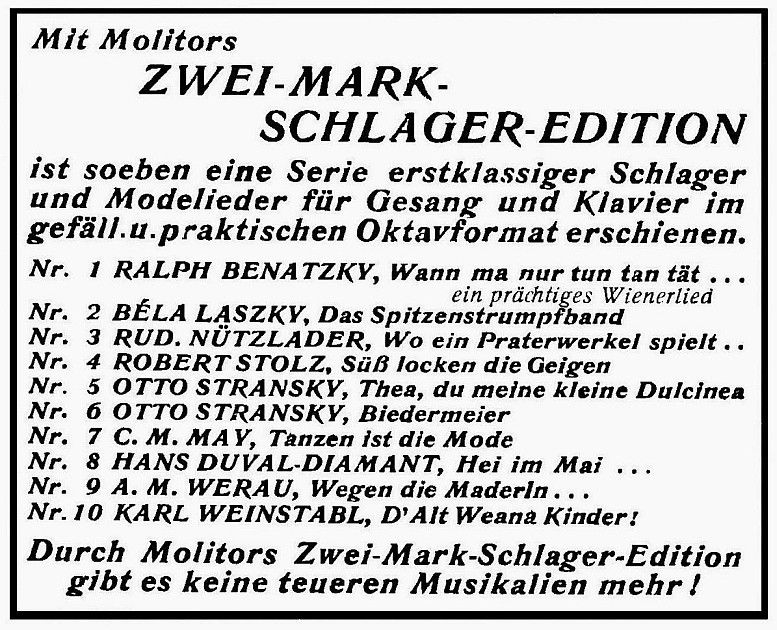 Mit Molitors
ZWEI-MARK-
SCHLAGER-EDITION
ist soeben eine Serie erstklassiger Schlager
und Modelieder für Gesang und Klavier im
gefäll.u.praktischen Oktavformat erschienen.
Nr. 1 RALPH BENATZKY, Wann ma nur tun tan tät ...
ein prächtiges Wienerlied
Nr. 2 BÉLA LASZKY, Das Spitzenstrumpfband
Nr. 3 RUD. NÜTZLADER, Wo ein Praterwerkel spielt ..
Nr. 4 ROBERT STOLZ, Süß locken die Geigen
Nr. 5 OTTO STRANSKY, Thea, du meine kleine Dulcinea
Nr. 6 OTTO STRANSKY, Biedermeier
Nr. 7 C. M. MAY, Tanzen ist die Mode
Nr. 8 HANS DUVAL-DIAMANT, Hei im Mai ...
Nr. 9 A. M. WERAU, Wegen die Maderln...
Nr. 10 KARL WEINSTABL, D'Alt Weana Kinder!
Durch Molitors Zwei-Mark-Schlager-Edition
gibt es keine teueren Musikalien mehr!